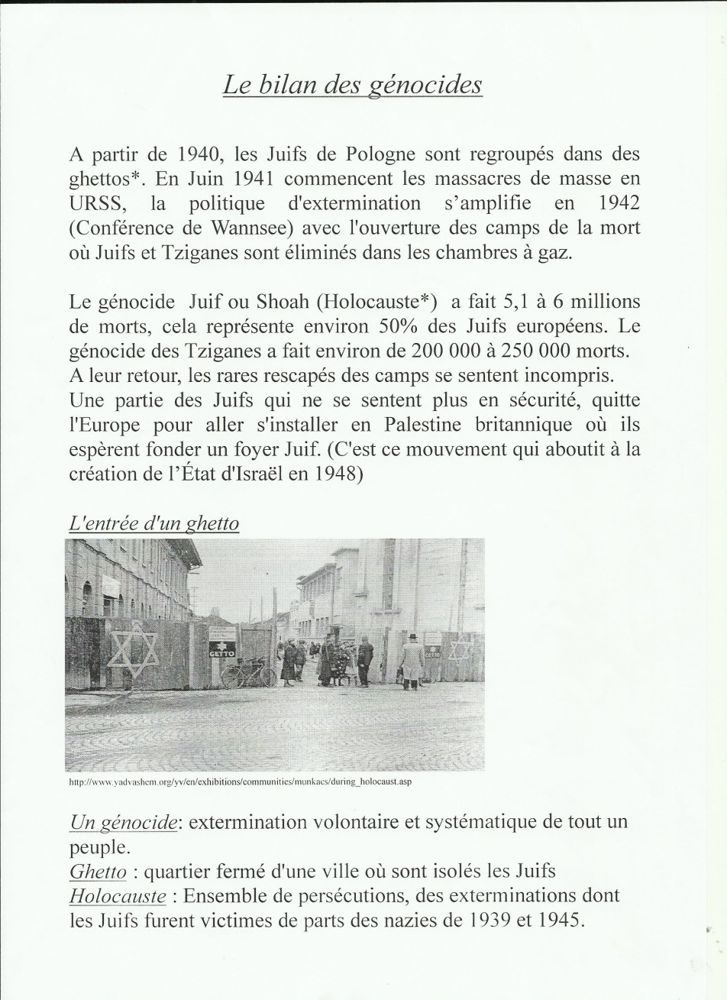 Le bilan des génocides
A partir de 1940, les Juifs de Pologne sont regroupés dans des
ghettos*. En Juin 1941 commencent les massacres de masse en
URSS, la politique d'extermination s’amplifie en 1942
(Conférence de Wannsee) avec l'ouverture des camps de la mort
où Juifs et Tziganes sont éliminés dans les chambres à gaz.
Le génocide Juif ou Shoah (Holocauste*) a fait 5,1 à 6 millions
de morts, cela représente environ 50% des Juifs européens. Le
génocide des Tziganes a fait environ de 200 000 à 250 000 morts.
A leur retour, les rares rescapés des camps se sentent incompris.
Une partie des Juifs qui ne se sentent plus en sécurité, quitte
l'Europe pour aller s'installer en Palestine britannique où ils
espèrent fonder un foyer Juif. (C'est ce mouvement qui aboutit à la
création de l’État d'Israël en 1948)
L'entrée d'un ghetto
GETTO
GETTO
http://www.yadvashem.org/yv/en/exhibitions/communities/munkacs/during_holocaust.asp
Un génocide: extermination volontaire et systématique de tout un
peuple.
Ghetto : quartier fermé d'une ville où sont isolés les Juifs
Holocauste : Ensemble de persécutions, des exterminations dont
les Juifs furent victimes de parts des nazies de 1939 et 1945.